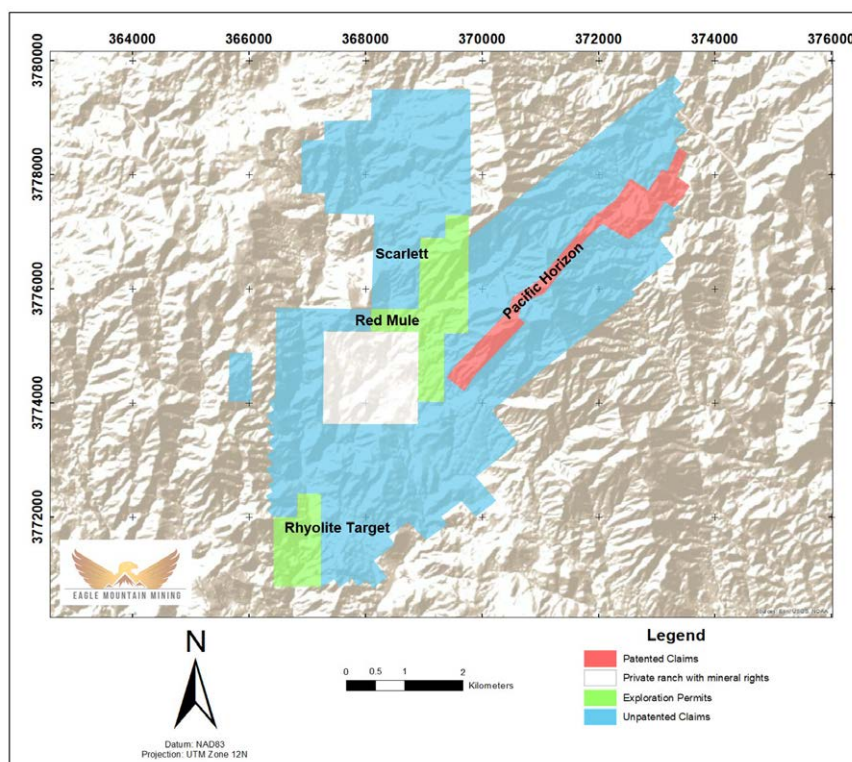 364000 366000 368000 370000 372000 374000 376000
3780000
3778000
3776000
3774000
3772000
Scarlett
Red Mule
Pacific Horizon
Rhyolite Target
EAGLE MOUNTAIN MINING
N
Datum: NAD83
Projection: UTM Zone 12N
0 0.5 1 2
Kilometers
Legend
Patented Claims
Private ranch with mineral rights
Exploration Permits
Unpatented Claims